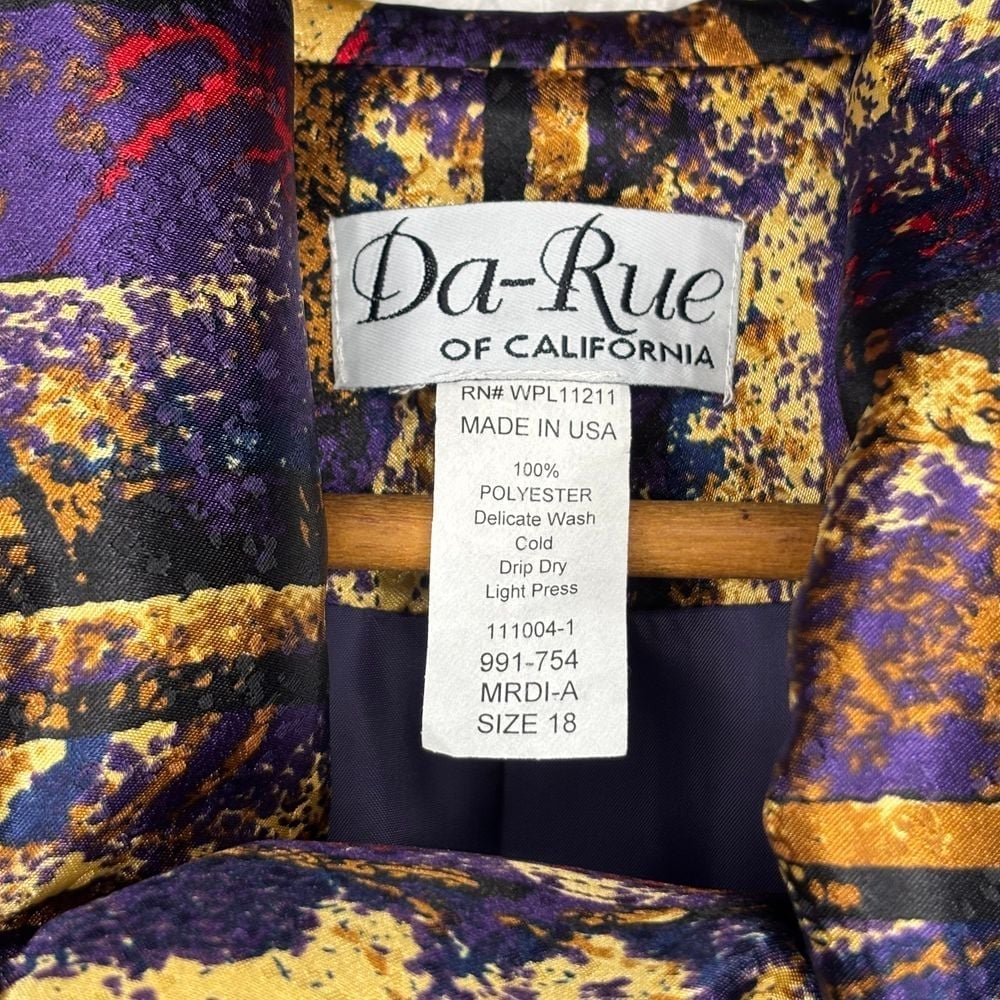 Da-Rue
OF CALIFORNIA
RN# WPL11211
MADE IN USA
100%
POLYESTER
Delicate Wash
Cold
Drip Dry
Light Press
111004-1
991-754
MRDI-A
SIZE 18